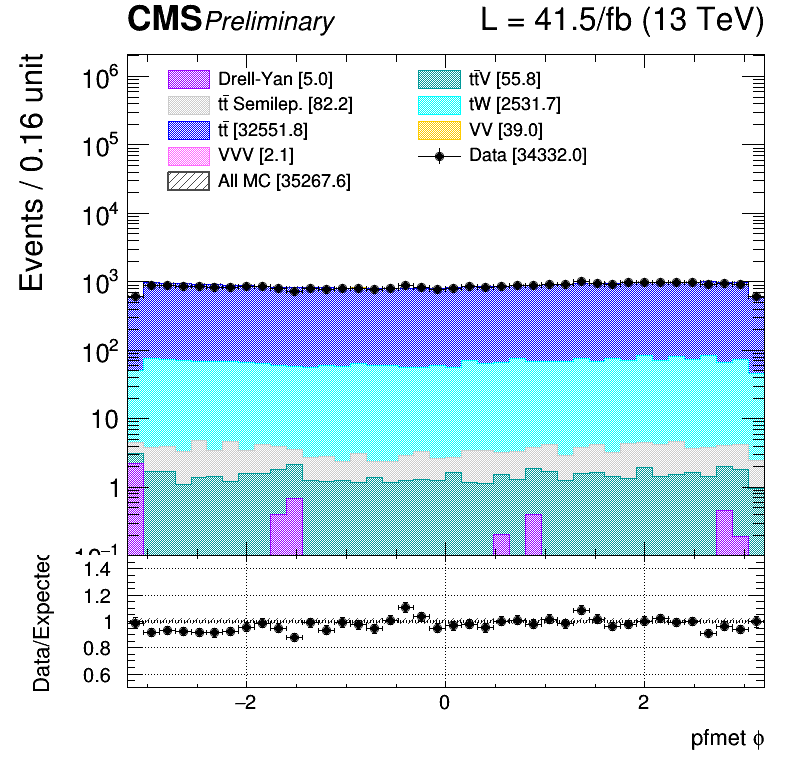 CMS Preliminary L = 41.5/fb (13 TeV)
Events / 0.16 unit
Drell-Yan [5.0]
tt̄V [55.8]
tt̄ Semilep. [82.2]
tW [2531.7]
tt̄ [32551.8]
VV [39.0]
VVV [2.1]
Data [34332.0]
All MC [35267.6]
10⁶
10⁵
10⁴
10³
10²
10
1
10⁻¹
Data/Expected
1.4
1.2
1
0.8
0.6
−2 0 2
pfmet ϕ